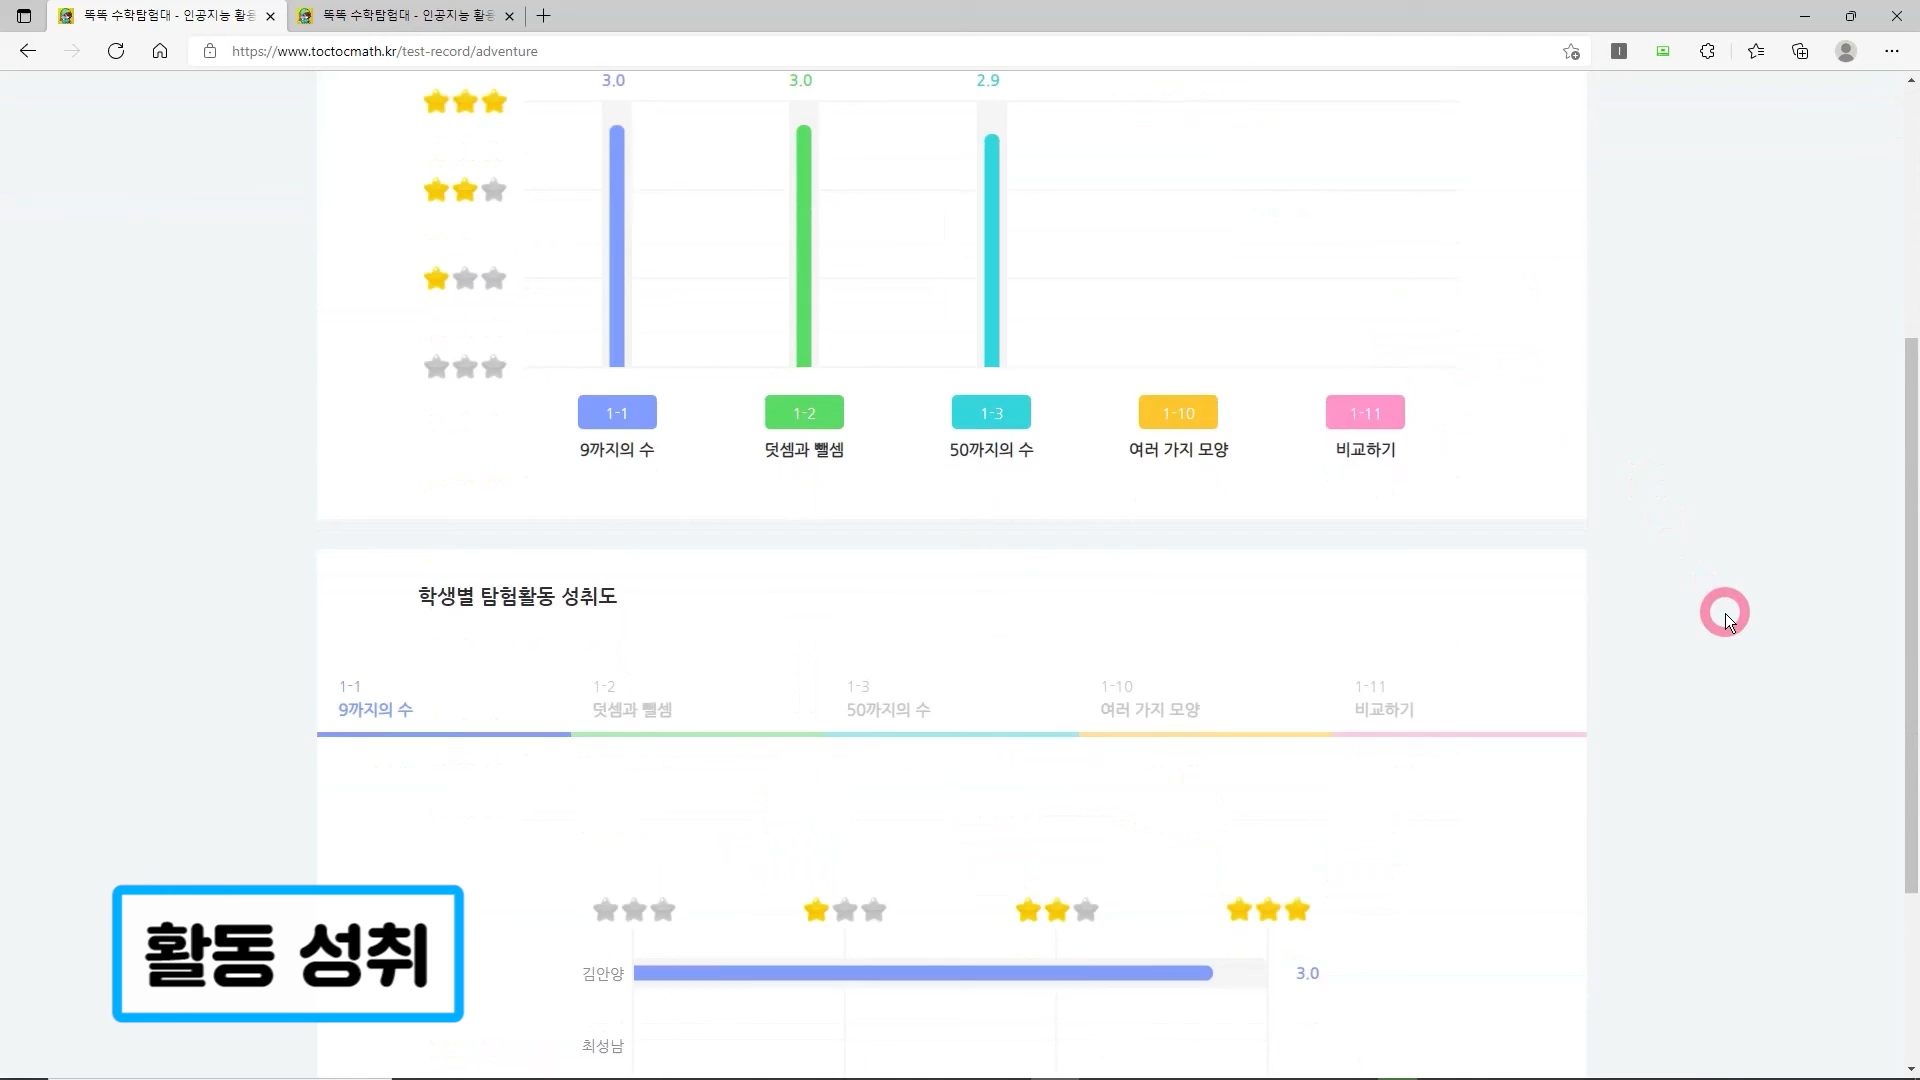 똑똑 수학탐험대 - 인공지능 활용
똑똑 수학탐험대 - 인공지능 활용
https://www.toctocmath.kr/test-record/adventure
3.0
3.0
2.9
1-1
1-2
1-3
1-10
1-11
9까지의 수
덧셈과 뺄셈
50까지의 수
여러 가지 모양
비교하기
학생별 탐험활동 성취도
1-1
1-2
1-3
1-10
1-11
9까지의 수
덧셈과 뺄셈
50까지의 수
여러 가지 모양
비교하기
김안양
3.0
최성남
활동 성취